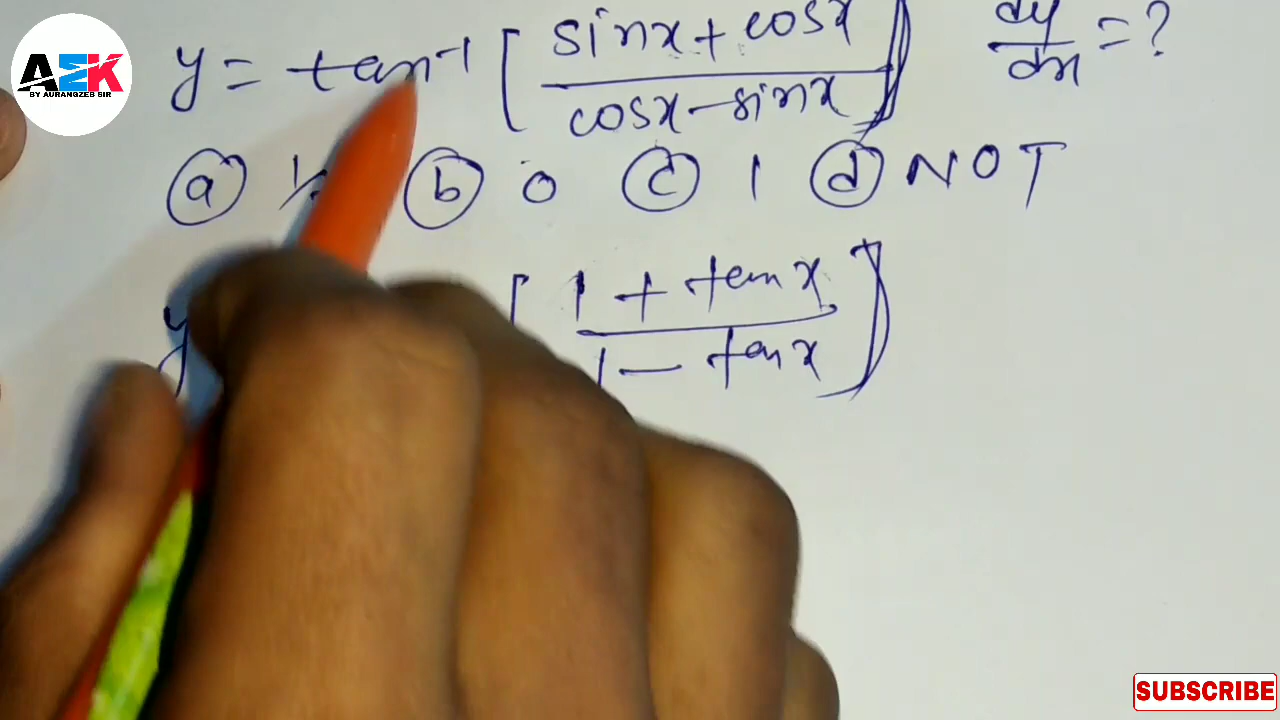 AEK
BY AURANGZEB SIR
y = tan⁻¹ [ sinx + cosx / cosx - sinx ] dy/dx = ?
(a) (b) 0 (c) 1 (d) NOT
y [ 1 + tanx / 1 - tanx ]
SUBSCRIBE